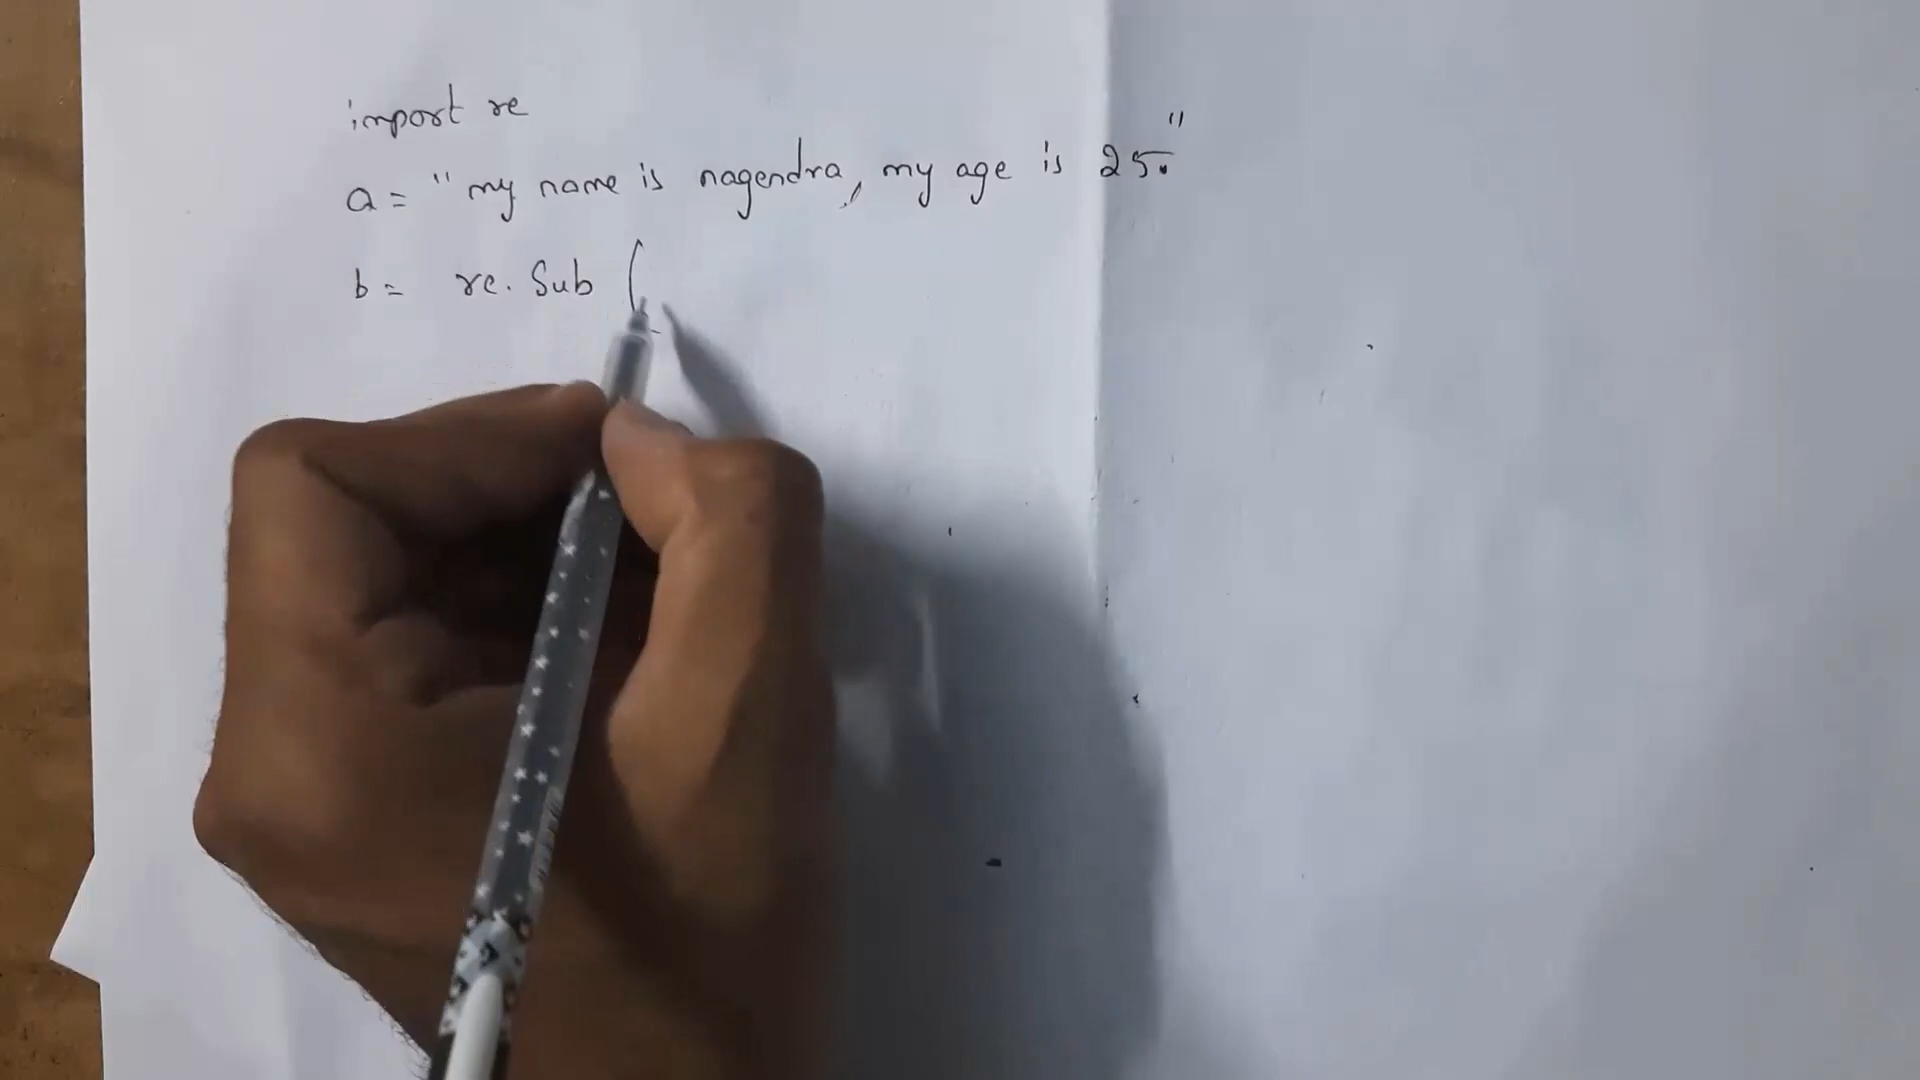 import re
a = "my name is nagendra, my age is 25."
b = re. Sub (